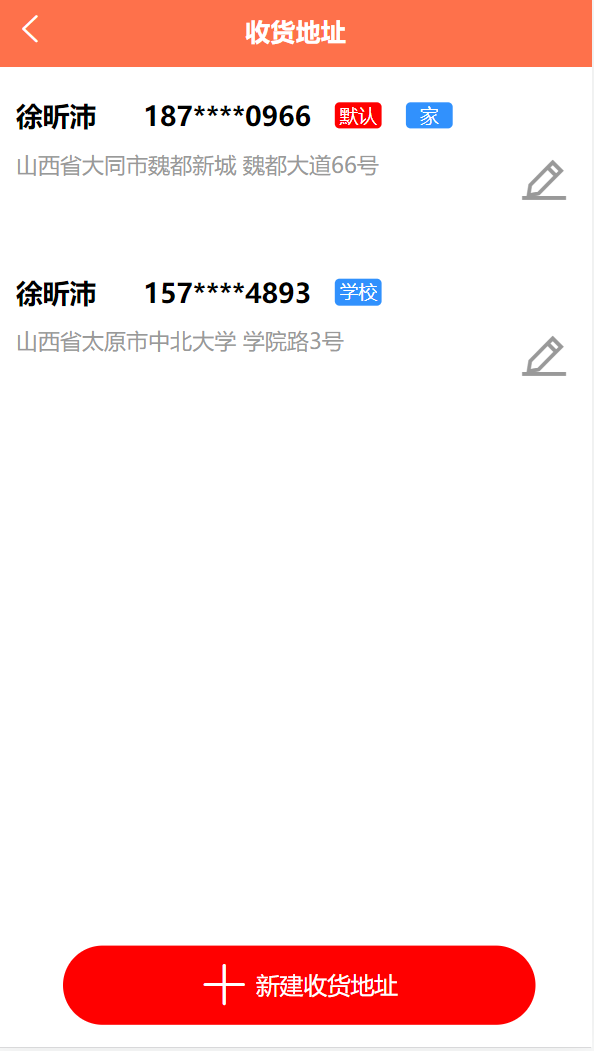 收货地址
徐昕沛 187****0966 默认 家
山西省大同市魏都新城 魏都大道66号
徐昕沛 157****4893 学校
山西省太原市中北大学 学院路3号
新建收货地址